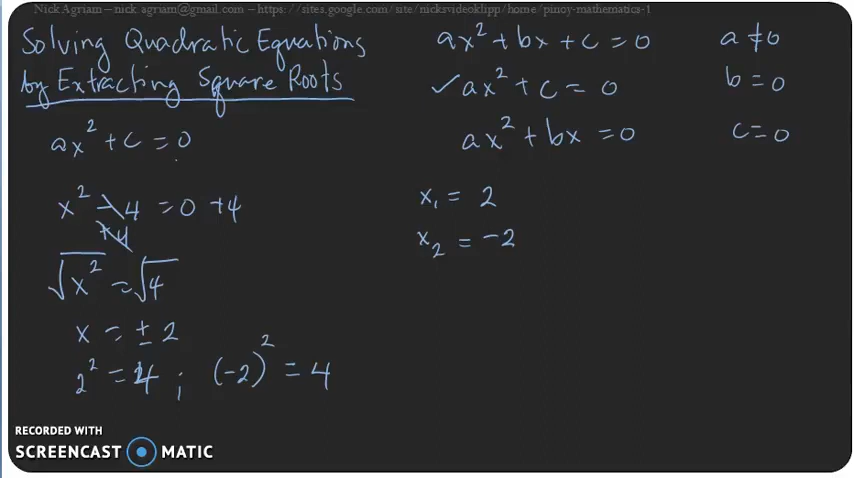 Nick Agriam – nick.agriam@gmail.com – https://sites.google.com/site/nicksvideoklipp/home/pinoy-mathematics-1
Solving Quadratic Equations
by Extracting Square Roots
ax² + c = 0
x² - 4 = 0 + 4
+4
√x² = √4
x = ± 2
2² = 4 ; (-2)² = 4
ax² + bx + c = 0 a ≠ 0
✓ ax² + c = 0 b = 0
ax² + bx = 0 c = 0
x₁ = 2
x₂ = -2
RECORDED WITH
SCREENCAST MATIC